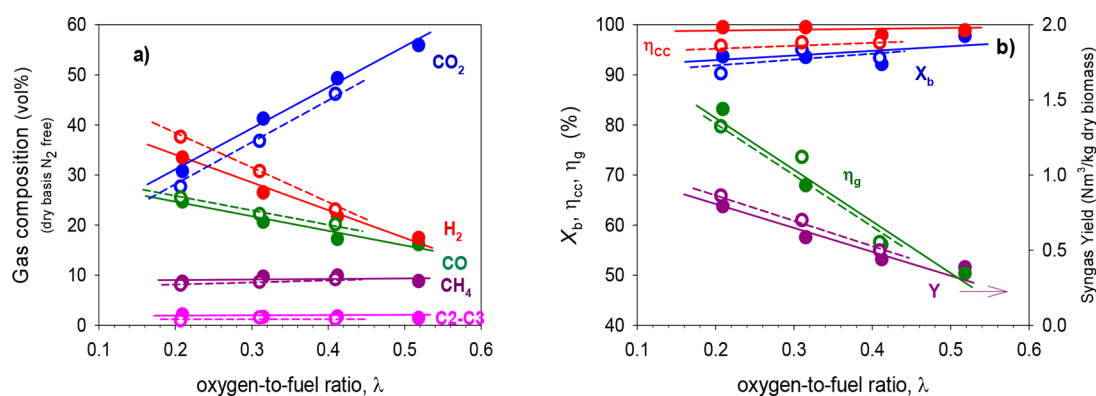 a)
Gas composition (vol%)
(dry basis N2 free)
60
50
40
30
20
10
0
CO2
H2
CO
CH4
C2-C3
0.1 0.2 0.3 0.4 0.5 0.6
oxygen-to-fuel ratio, λ
b)
Xb, ηcc, ηg (%)
100
90
80
70
60
50
40
ηcc
Xb
ηg
Y
2.0
1.5
1.0
0.5
0.0
Syngas Yield (Nm3/kg dry biomass)
0.1 0.2 0.3 0.4 0.5 0.6
oxygen-to-fuel ratio, λ